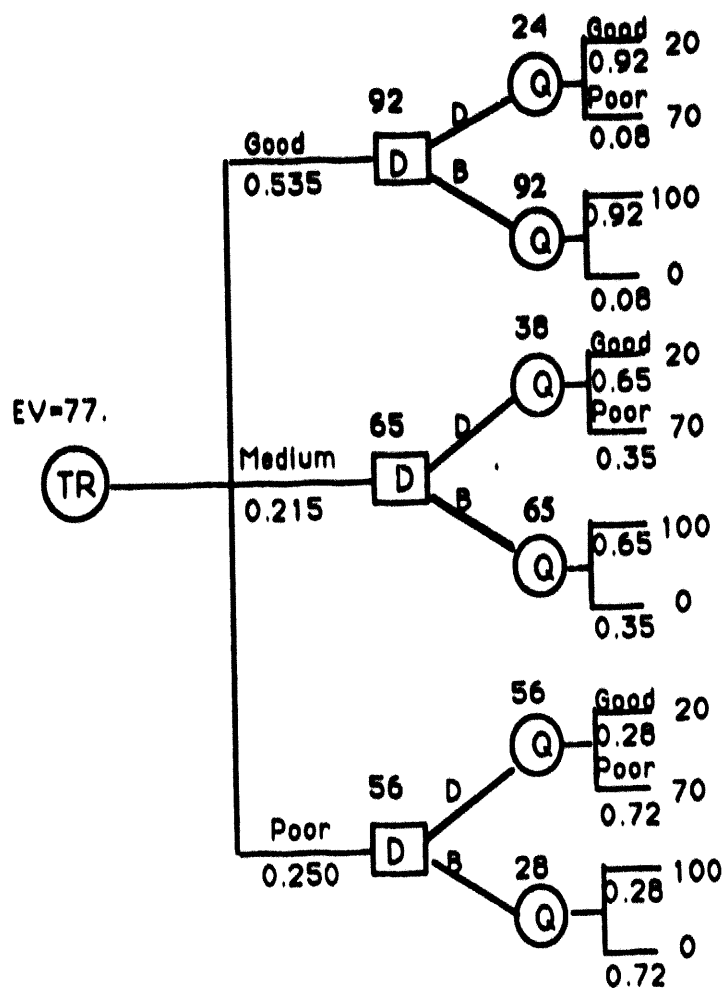 24
Good 20
0.92
Poor
70
0.08
Q
92
D
Good
D
0.535
B
92
100
0.92
Q
0
0.08
38
Good 20
0.65
Poor
70
0.35
Q
EV=77.
65
D
Medium
D
0.215
B
TR
65
100
0.65
Q
0
0.35
56
Good 20
0.28
Poor
70
0.72
Q
56
D
Poor
D
0.250
B
28
100
0.28
Q
0
0.72